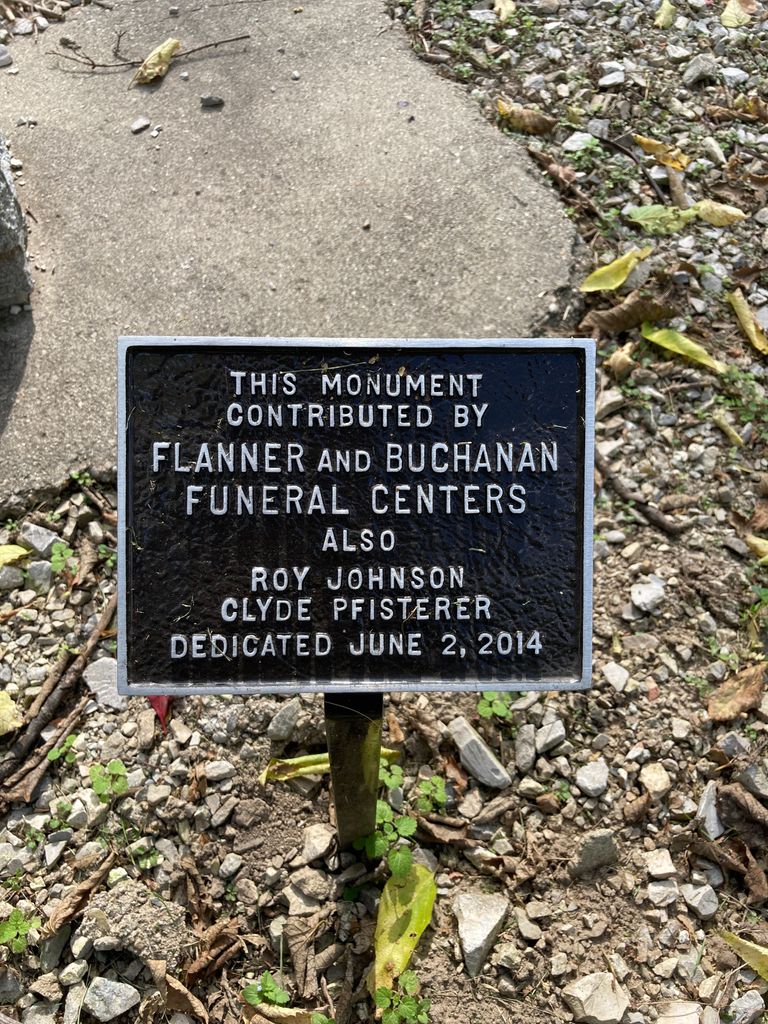 THIS MONUMENT
CONTRIBUTED BY
FLANNER AND BUCHANAN
FUNERAL CENTERS
ALSO
ROY JOHNSON
CLYDE PFISTERER
DEDICATED JUNE 2, 2014